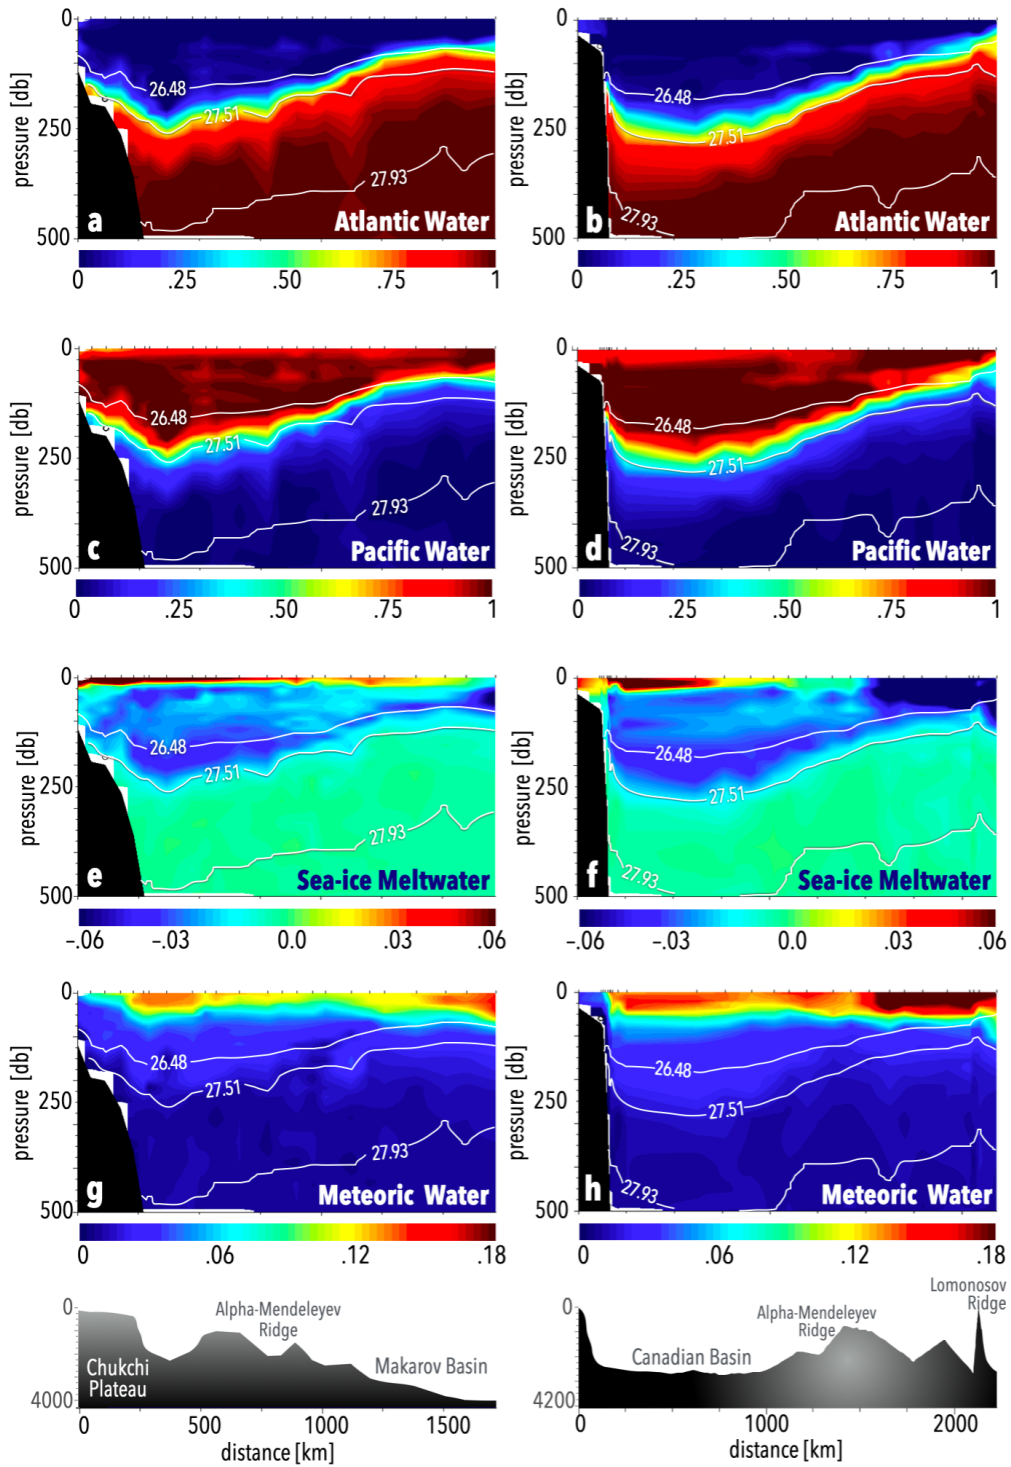 0
250
500
pressure [db]
26.48
27.51
27.93
a
Atlantic Water
0 .25 .50 .75 1
0
250
500
pressure [db]
26.48
27.51
27.93
b
Atlantic Water
0 .25 .50 .75 1
0
250
500
pressure [db]
26.48
27.51
27.93
c
Pacific Water
0 .25 .50 .75 1
0
250
500
pressure [db]
26.48
27.51
27.93
d
Pacific Water
0 .25 .50 .75 1
0
250
500
pressure [db]
26.48
27.51
27.93
e
Sea-ice Meltwater
–.06 –.03 0.0 .03 .06
0
250
500
pressure [db]
26.48
27.51
27.93
f
Sea-ice Meltwater
–.06 –.03 0.0 .03 .06
0
250
500
pressure [db]
26.48
27.51
27.93
g
Meteoric Water
0 .06 .12 .18
0
250
500
pressure [db]
26.48
27.51
27.93
h
Meteoric Water
0 .06 .12 .18
0
4000
Alpha-Mendeleyev
Ridge
Chukchi
Plateau
Makarov Basin
0 500 1000 1500
distance [km]
0
4200
Lomonosov
Ridge
Alpha-Mendeleyev
Ridge
Canadian Basin
0 1000 2000
distance [km]